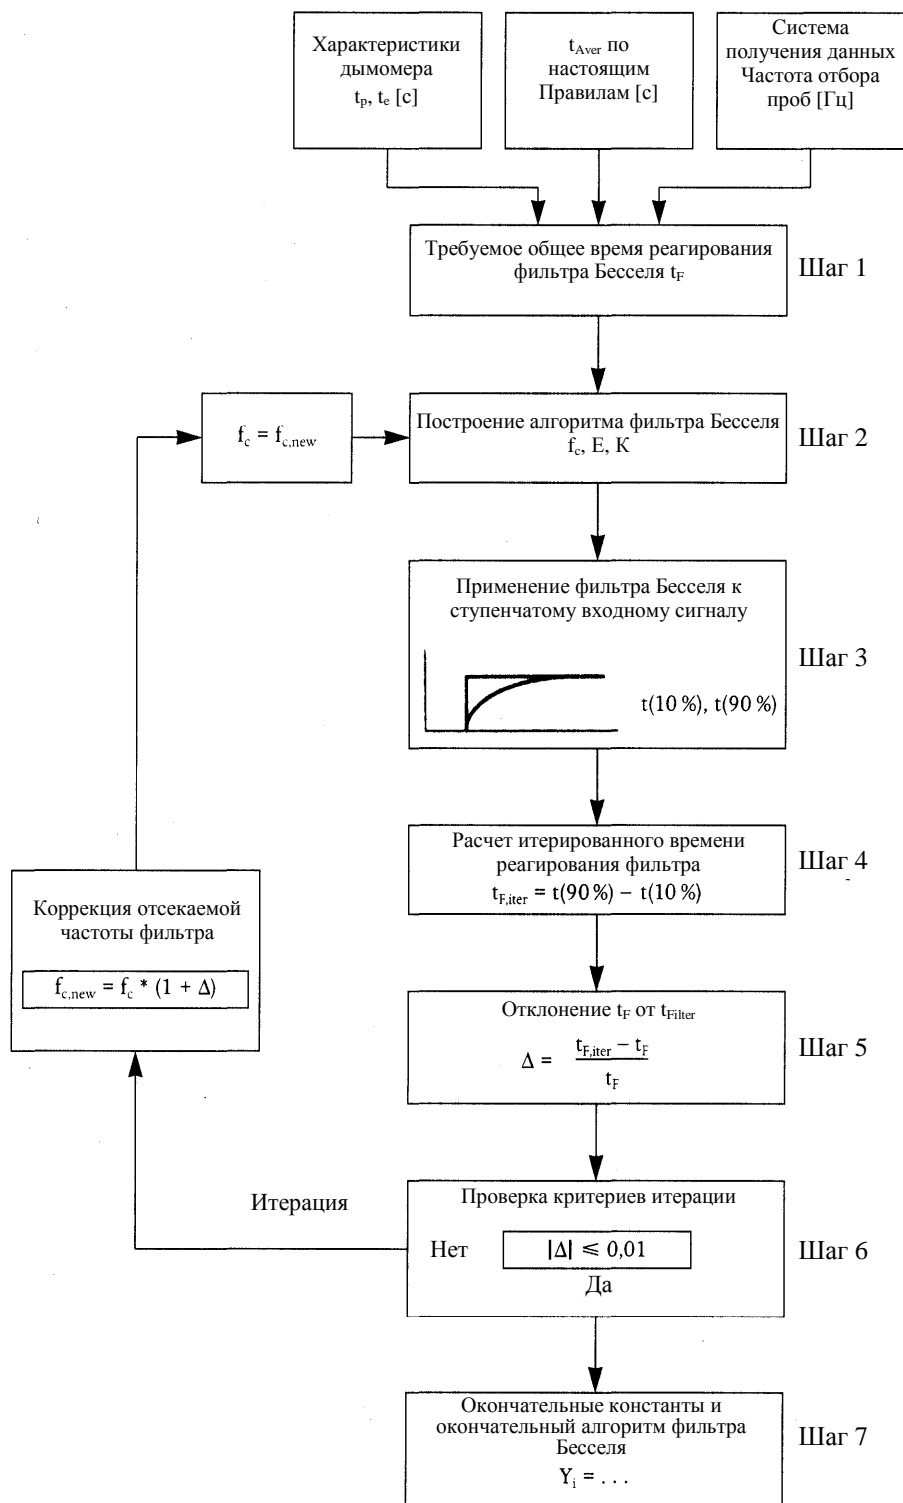 Характеристики
дымомера
tp, te [с]
tAver по
настоящим
Правилам [с]
Система
получения данных
Частота отбора
проб [Гц]
Требуемое общее время реагирования
фильтра Бесселя tF
Шаг 1
fc = fc,new
Построение алгоритма фильтра Бесселя
fc, E, K
Шаг 2
Применение фильтра Бесселя к
ступенчатому входному сигналу
t(10 %), t(90 %)
Шаг 3
Расчет итерированного времени
реагирования фильтра
tF,iter = t(90 %) − t(10 %)
Шаг 4
Коррекция отсекаемой
частоты фильтра
fc,new = fc * (1 + Δ)
Отклонение tF от tFilter
Δ = (tF,iter − tF) / tF
Шаг 5
Итерация
Проверка критериев итерации
Нет
|Δ| ≤ 0,01
Да
Шаг 6
Окончательные константы и
окончательный алгоритм фильтра
Бесселя
Yi = . . .
Шаг 7